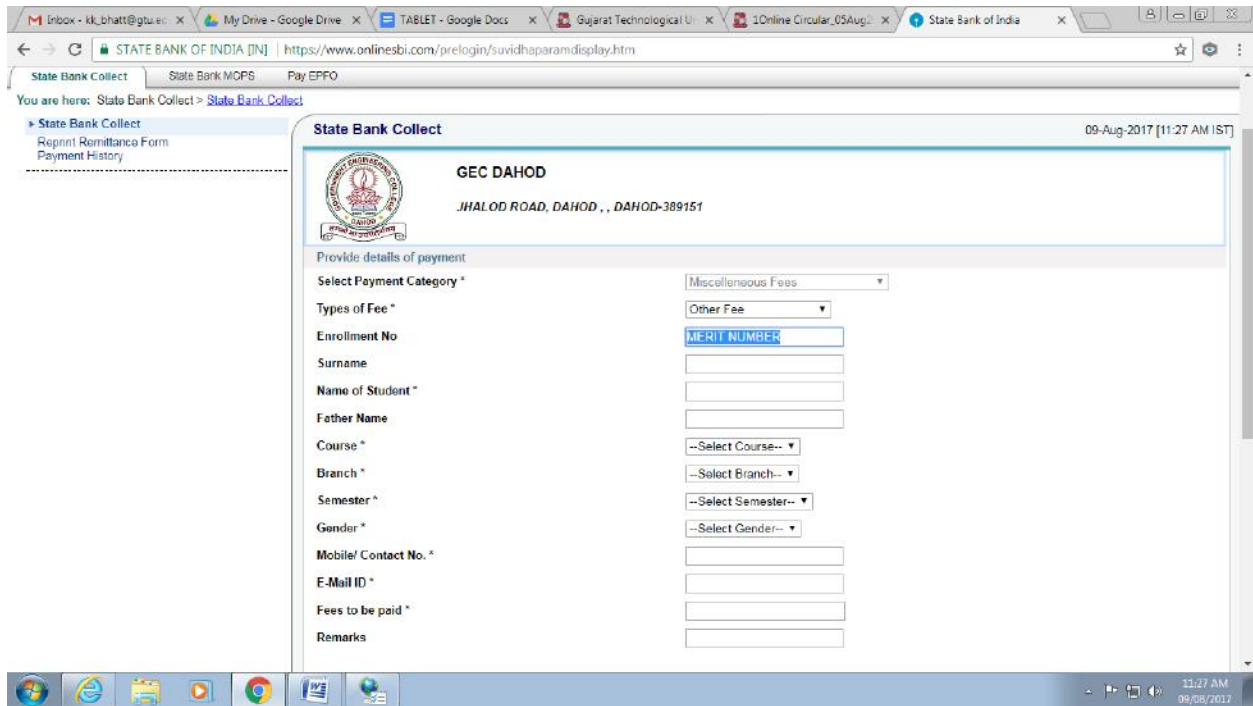 Inbox - kk_bhatt@gtu.ec
My Drive - Google Drive
TABLET - Google Docs
Gujarat Technological Un
1Online Circular_05Aug2
State Bank of India
STATE BANK OF INDIA [IN] https://www.onlinesbi.com/prelogin/suvidhaparamdisplay.htm
State Bank Collect State Bank MOPS Pay EPFO
You are here: State Bank Collect > State Bank Collect
State Bank Collect
Reprint Remittance Form
Payment History
State Bank Collect 09-Aug-2017 [11:27 AM IST]
GOVERNMENT ENGINEERING COLLEGE
DAHOD
GEC DAHOD
JHALOD ROAD, DAHOD , , DAHOD-389151
Provide details of payment
Select Payment Category * Miscelleneous Fees
Types of Fee * Other Fee
Enrollment No MERIT NUMBER
Surname
Name of Student *
Father Name
Course * --Select Course--
Branch * --Select Branch--
Semester * --Select Semester--
Gender * --Select Gender--
Mobile/ Contact No. *
E-Mail ID *
Fees to be paid *
Remarks
11:27 AM
09/08/2017